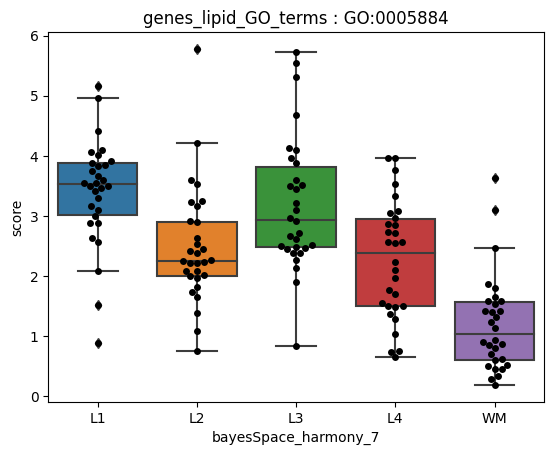 genes_lipid_GO_terms : GO:0005884
6
5
4
3
2
1
0
score
L1 L2 L3 L4 WM
bayesSpace_harmony_7